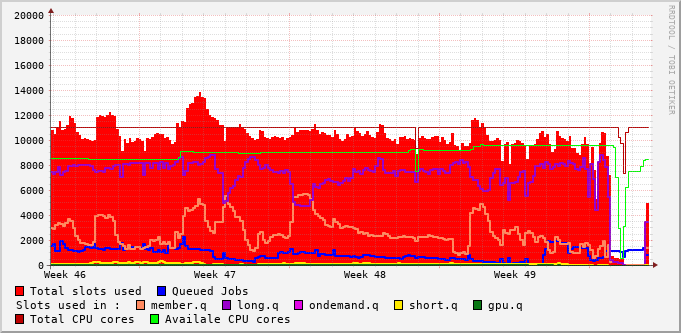 20000
18000
16000
14000
12000
10000
8000
6000
4000
2000
0
Week 46 Week 47 Week 48 Week 49
RRDTOOL / TOBI OETIKER
Total slots used Queued Jobs
Slots used in : member.q long.q ondemand.q short.q gpu.q
Total CPU cores Availale CPU cores